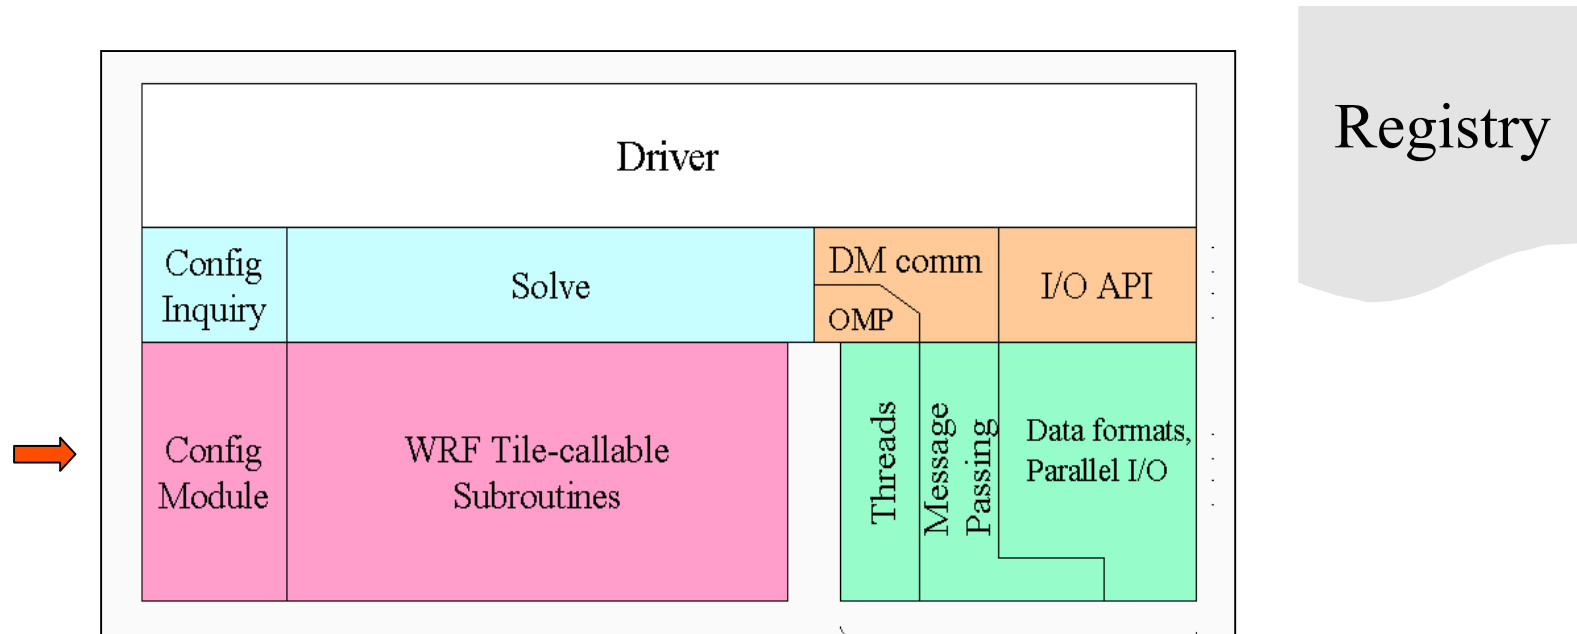 Registry
Driver
Config
Inquiry
Solve
DM comm
OMP
I/O API
Config
Module
WRF Tile-callable
Subroutines
Threads
Message
Passing
Data formats,
Parallel I/O